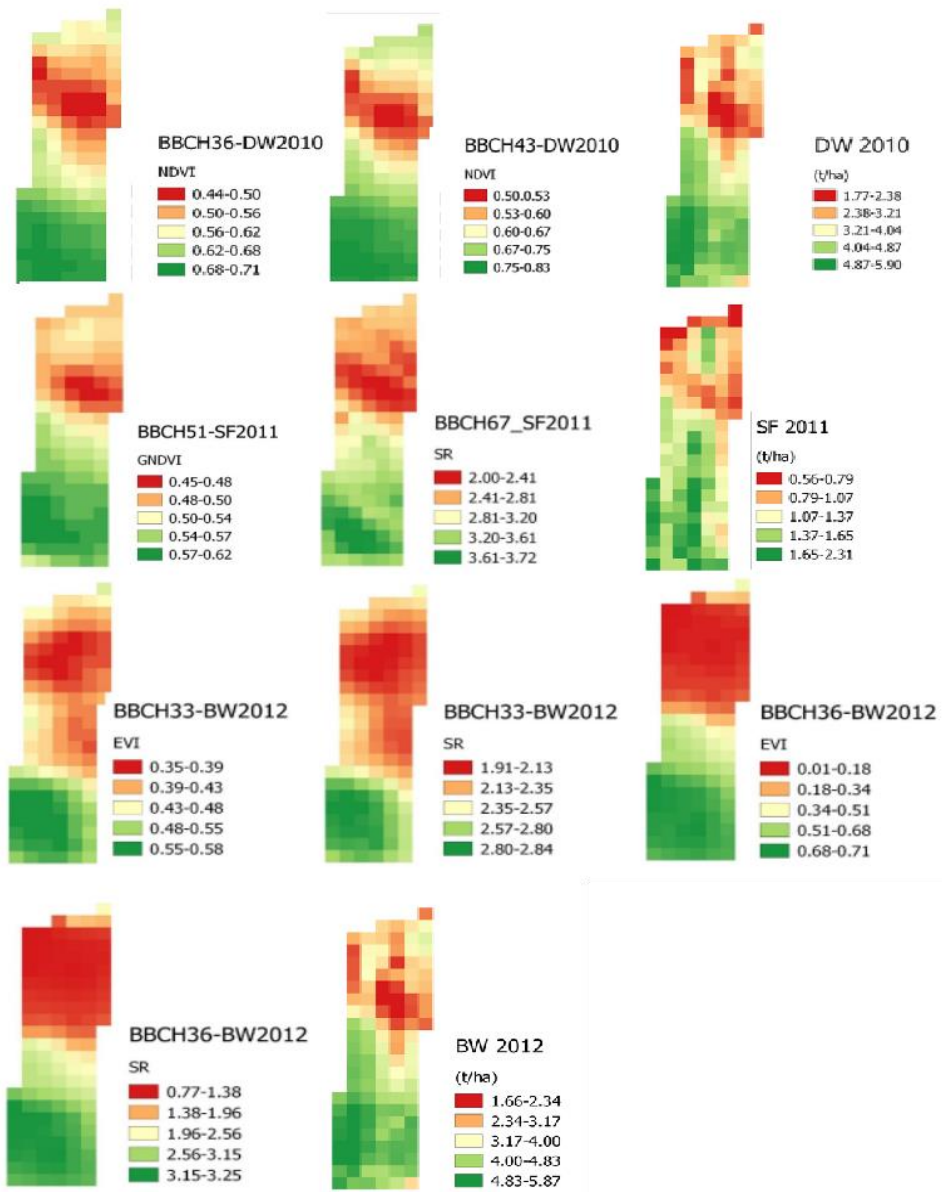 BBCH36-DW2010
NDVI
0.44-0.50
0.50-0.56
0.56-0.62
0.62-0.68
0.68-0.71
BBCH43-DW2010
NDVI
0.50.0.53
0.53-0.60
0.60-0.67
0.67-0.75
0.75-0.83
DW 2010
(t/ha)
1.77-2.38
2.38-3.21
3.21-4.04
4.04-4.87
4.87-5.90
BBCH51-SF2011
GNDVI
0.45-0.48
0.48-0.50
0.50-0.54
0.54-0.57
0.57-0.62
BBCH67_SF2011
SR
2.00-2.41
2.41-2.81
2.81-3.20
3.20-3.61
3.61-3.72
SF 2011
(t/ha)
0.56-0.79
0.79-1.07
1.07-1.37
1.37-1.65
1.65-2.31
BBCH33-BW2012
EVI
0.35-0.39
0.39-0.43
0.43-0.48
0.48-0.55
0.55-0.58
BBCH33-BW2012
SR
1.91-2.13
2.13-2.35
2.35-2.57
2.57-2.80
2.80-2.84
BBCH36-BW2012
EVI
0.01-0.18
0.18-0.34
0.34-0.51
0.51-0.68
0.68-0.71
BBCH36-BW2012
SR
0.77-1.38
1.38-1.96
1.96-2.56
2.56-3.15
3.15-3.25
BW 2012
(t/ha)
1.66-2.34
2.34-3.17
3.17-4.00
4.00-4.83
4.83-5.87